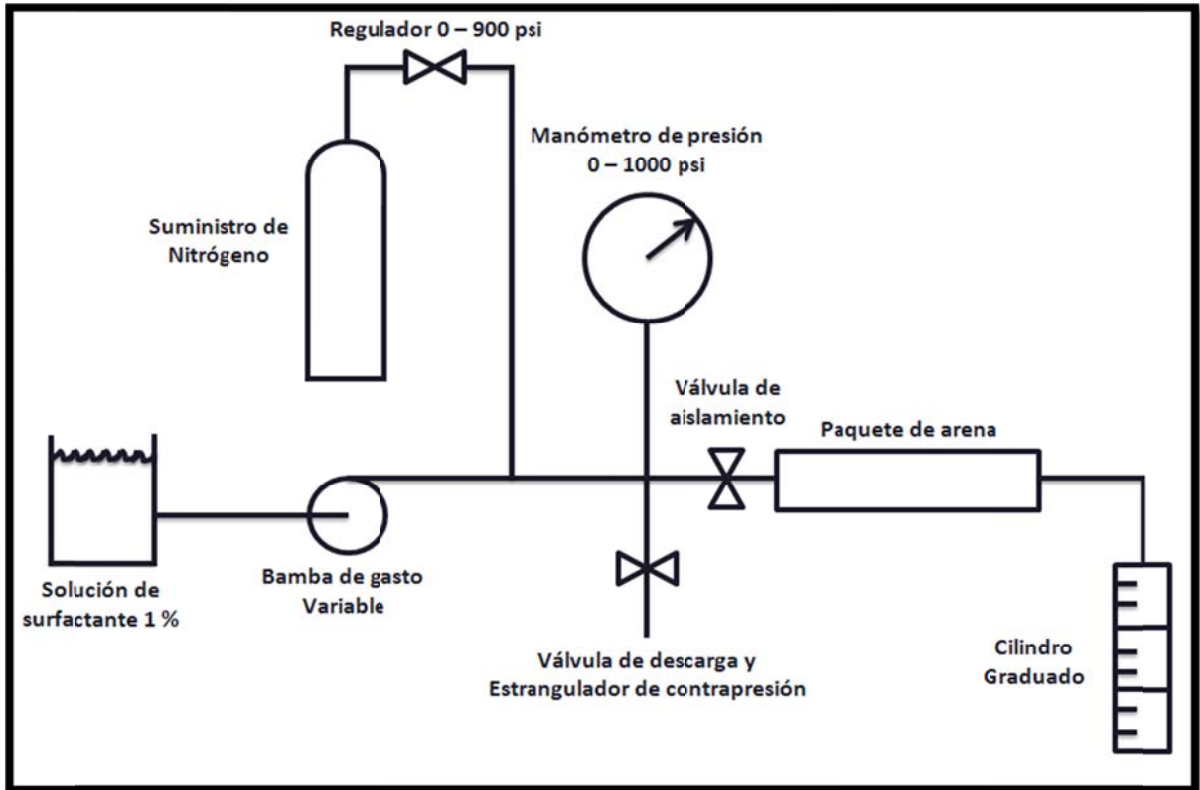 Regulador 0 – 900 psi
Manómetro de presión
0 – 1000 psi
Suministro de
Nitrógeno
Válvula de
aislamiento
Paquete de arena
Solución de
surfactante 1 %
Bamba de gasto
Variable
Válvula de descarga y
Estrangulador de contrapresión
Cilindro
Graduado